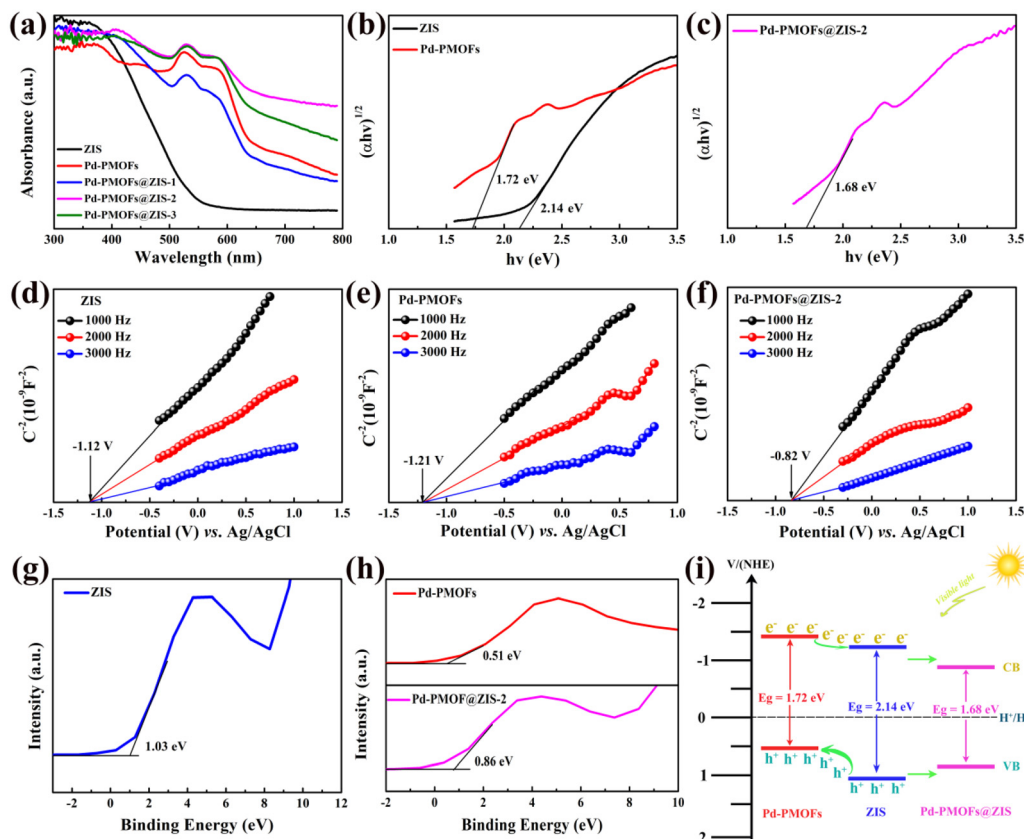 (a)
Absorbance (a.u.)
ZIS
Pd-PMOFs
Pd-PMOFs@ZIS-1
Pd-PMOFs@ZIS-2
Pd-PMOFs@ZIS-3
300 400 500 600 700 800
Wavelength (nm)
(b)
(αhv)1/2
ZIS
Pd-PMOFs
1.72 eV
2.14 eV
1.0 1.5 2.0 2.5 3.0 3.5
hv (eV)
(c)
(αhv)1/2
Pd-PMOFs@ZIS-2
1.68 eV
1.0 1.5 2.0 2.5 3.0 3.5
hv (eV)
(d)
C-2(10-9F-2
ZIS
1000 Hz
2000 Hz
3000 Hz
-1.12 V
-1.5 -1.0 -0.5 0.0 0.5 1.0 1.5
Potential (V) vs. Ag/AgCl
(e)
C-2(10-9F-2
Pd-PMOFs
1000 Hz
2000 Hz
3000 Hz
-1.21 V
-1.5 -1.0 -0.5 0.0 0.5 1.0
Potential (V) vs. Ag/AgCl
(f)
C-2(10-9F-2
Pd-PMOFs@ZIS-2
1000 Hz
2000 Hz
3000 Hz
-0.82 V
-1.5 -1.0 -0.5 0.0 0.5 1.0 1.5
Potential (V) vs. Ag/AgCl
(g)
Intensity (a.u.)
ZIS
1.03 eV
-2 0 2 4 6 8 10 12
Binding Energy (eV)
(h)
Intensity (a.u.)
Pd-PMOFs
0.51 eV
Intensity (a.u.)
Pd-PMOF@ZIS-2
0.86 eV
-2 0 2 4 6 8 10
Binding Energy (eV)
(i)
V/(NHE)
Visible light
-2
-1
0
1
2
e- e- e- e- e- e- e- e-
CB
Eg = 1.72 eV
Eg = 2.14 eV
Eg = 1.68 eV
H+/H
h+ h+ h+ h+ h+ h+
VB
h+ h+ h+
Pd-PMOFs
ZIS
Pd-PMOFs@ZIS